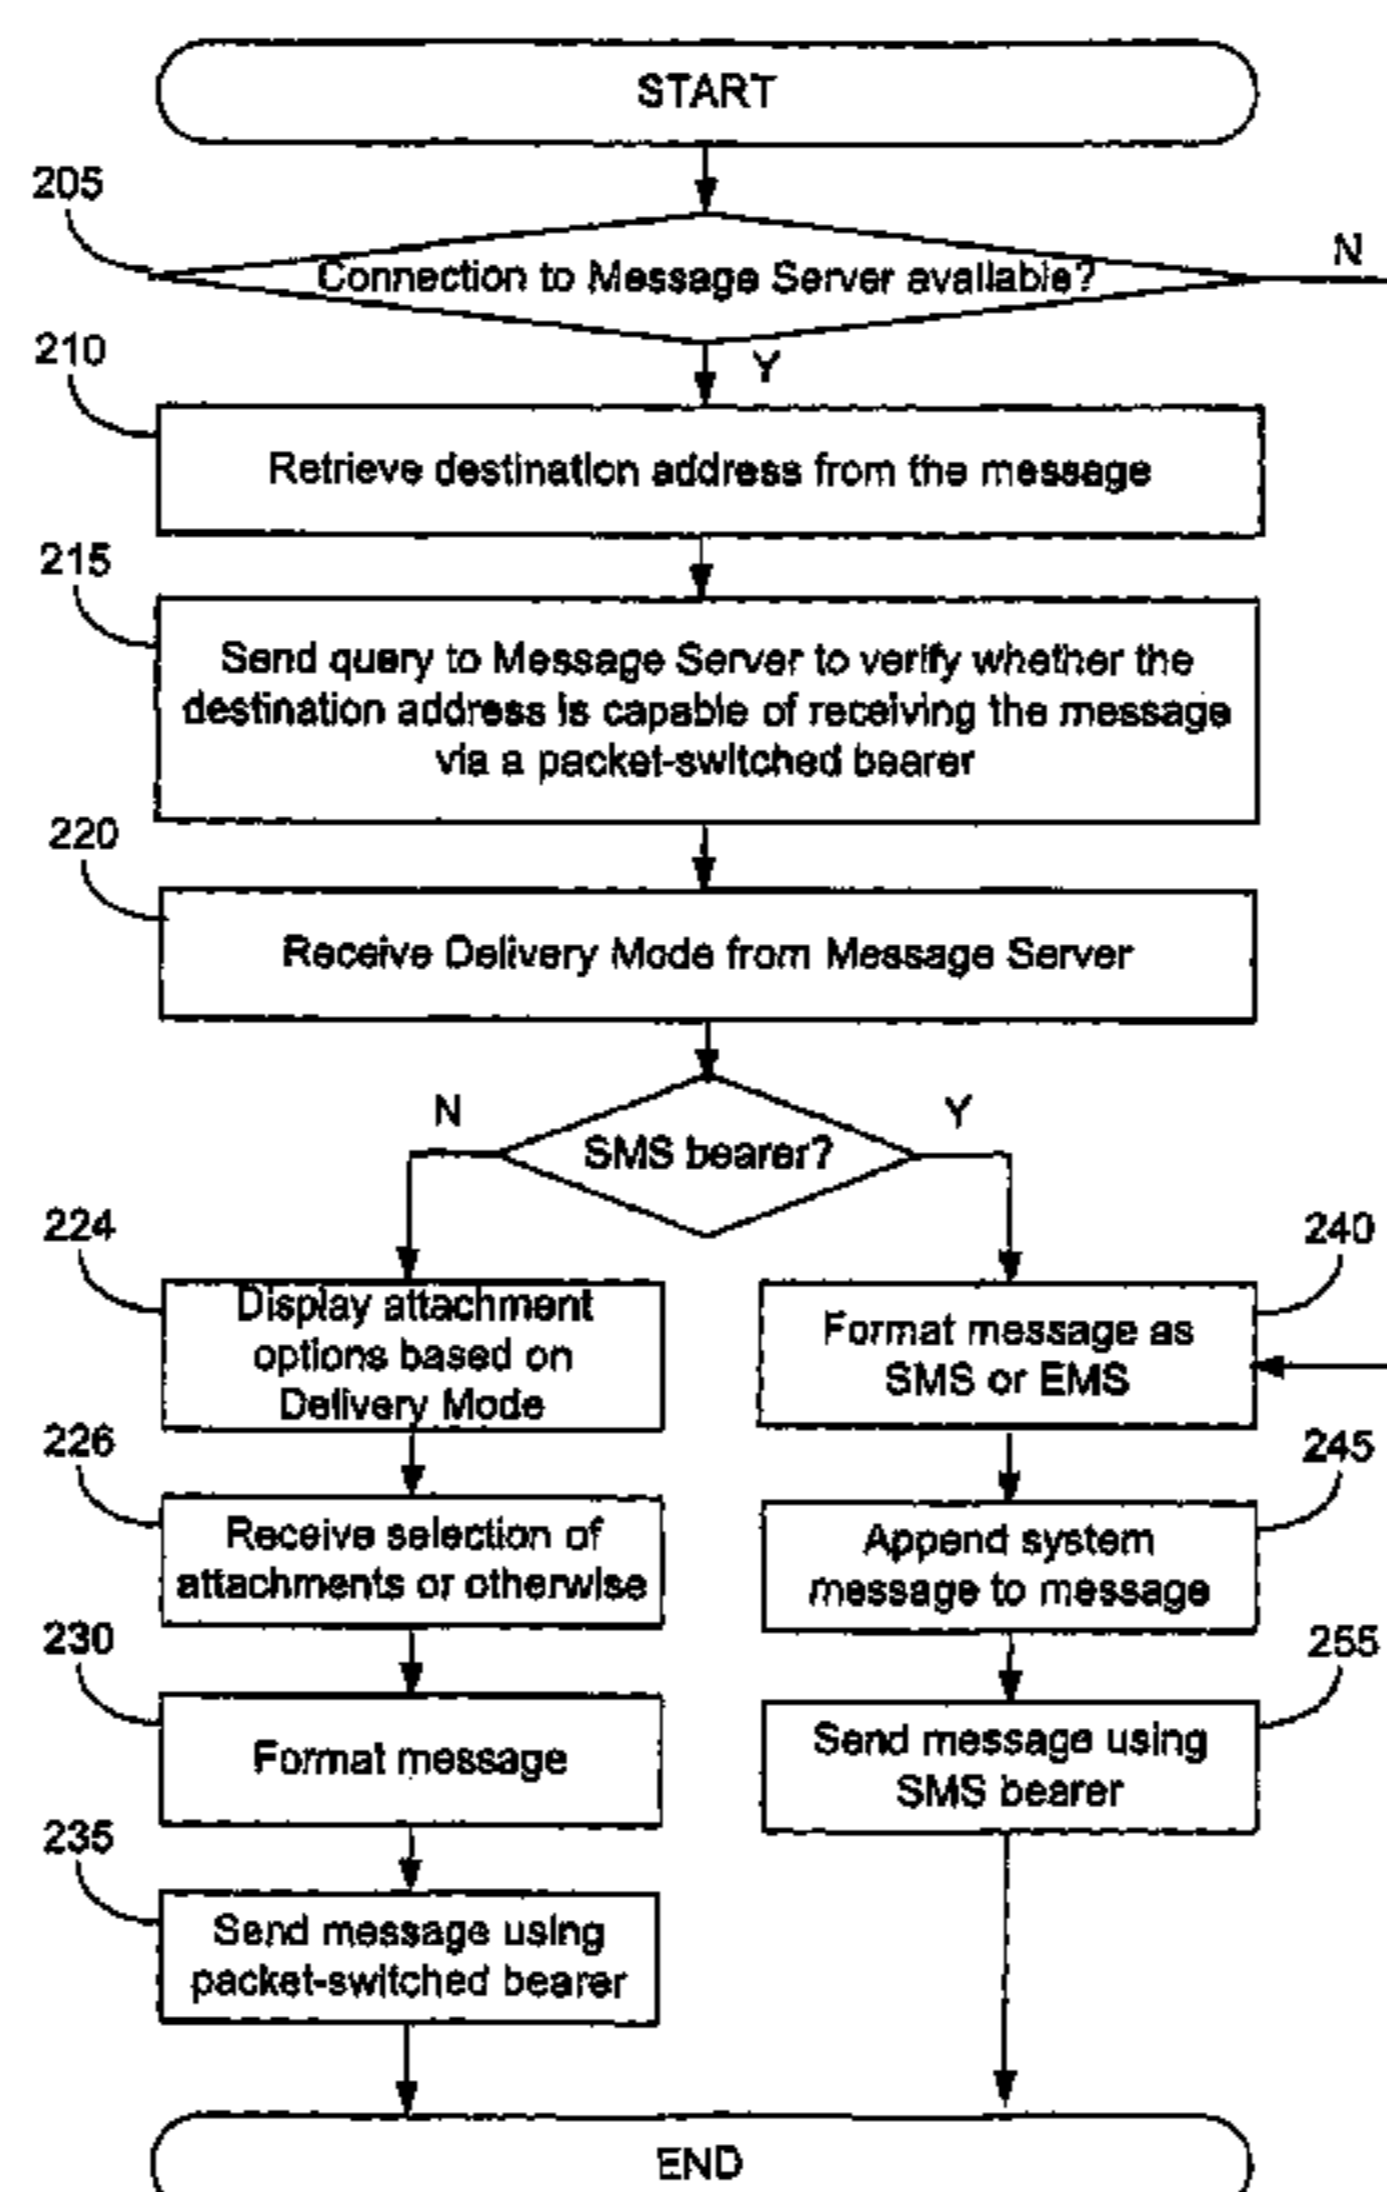 START
205
Connection to Message Server available?
N
210
Y
Retrieve destination address from the message
215
Send query to Message Server to verify whether the
destination address is capable of receiving the message
via a packet-switched bearer
220
Receive Delivery Mode from Message Server
N
Y
SMS bearer?
224
Display attachment
options based on
Delivery Mode
240
Format message as
SMS or EMS
226
Receive selection of
attachments or otherwise
245
Append system
message to message
230
Format message
255
Send message using
SMS bearer
235
Send message using
packet-switched bearer
END